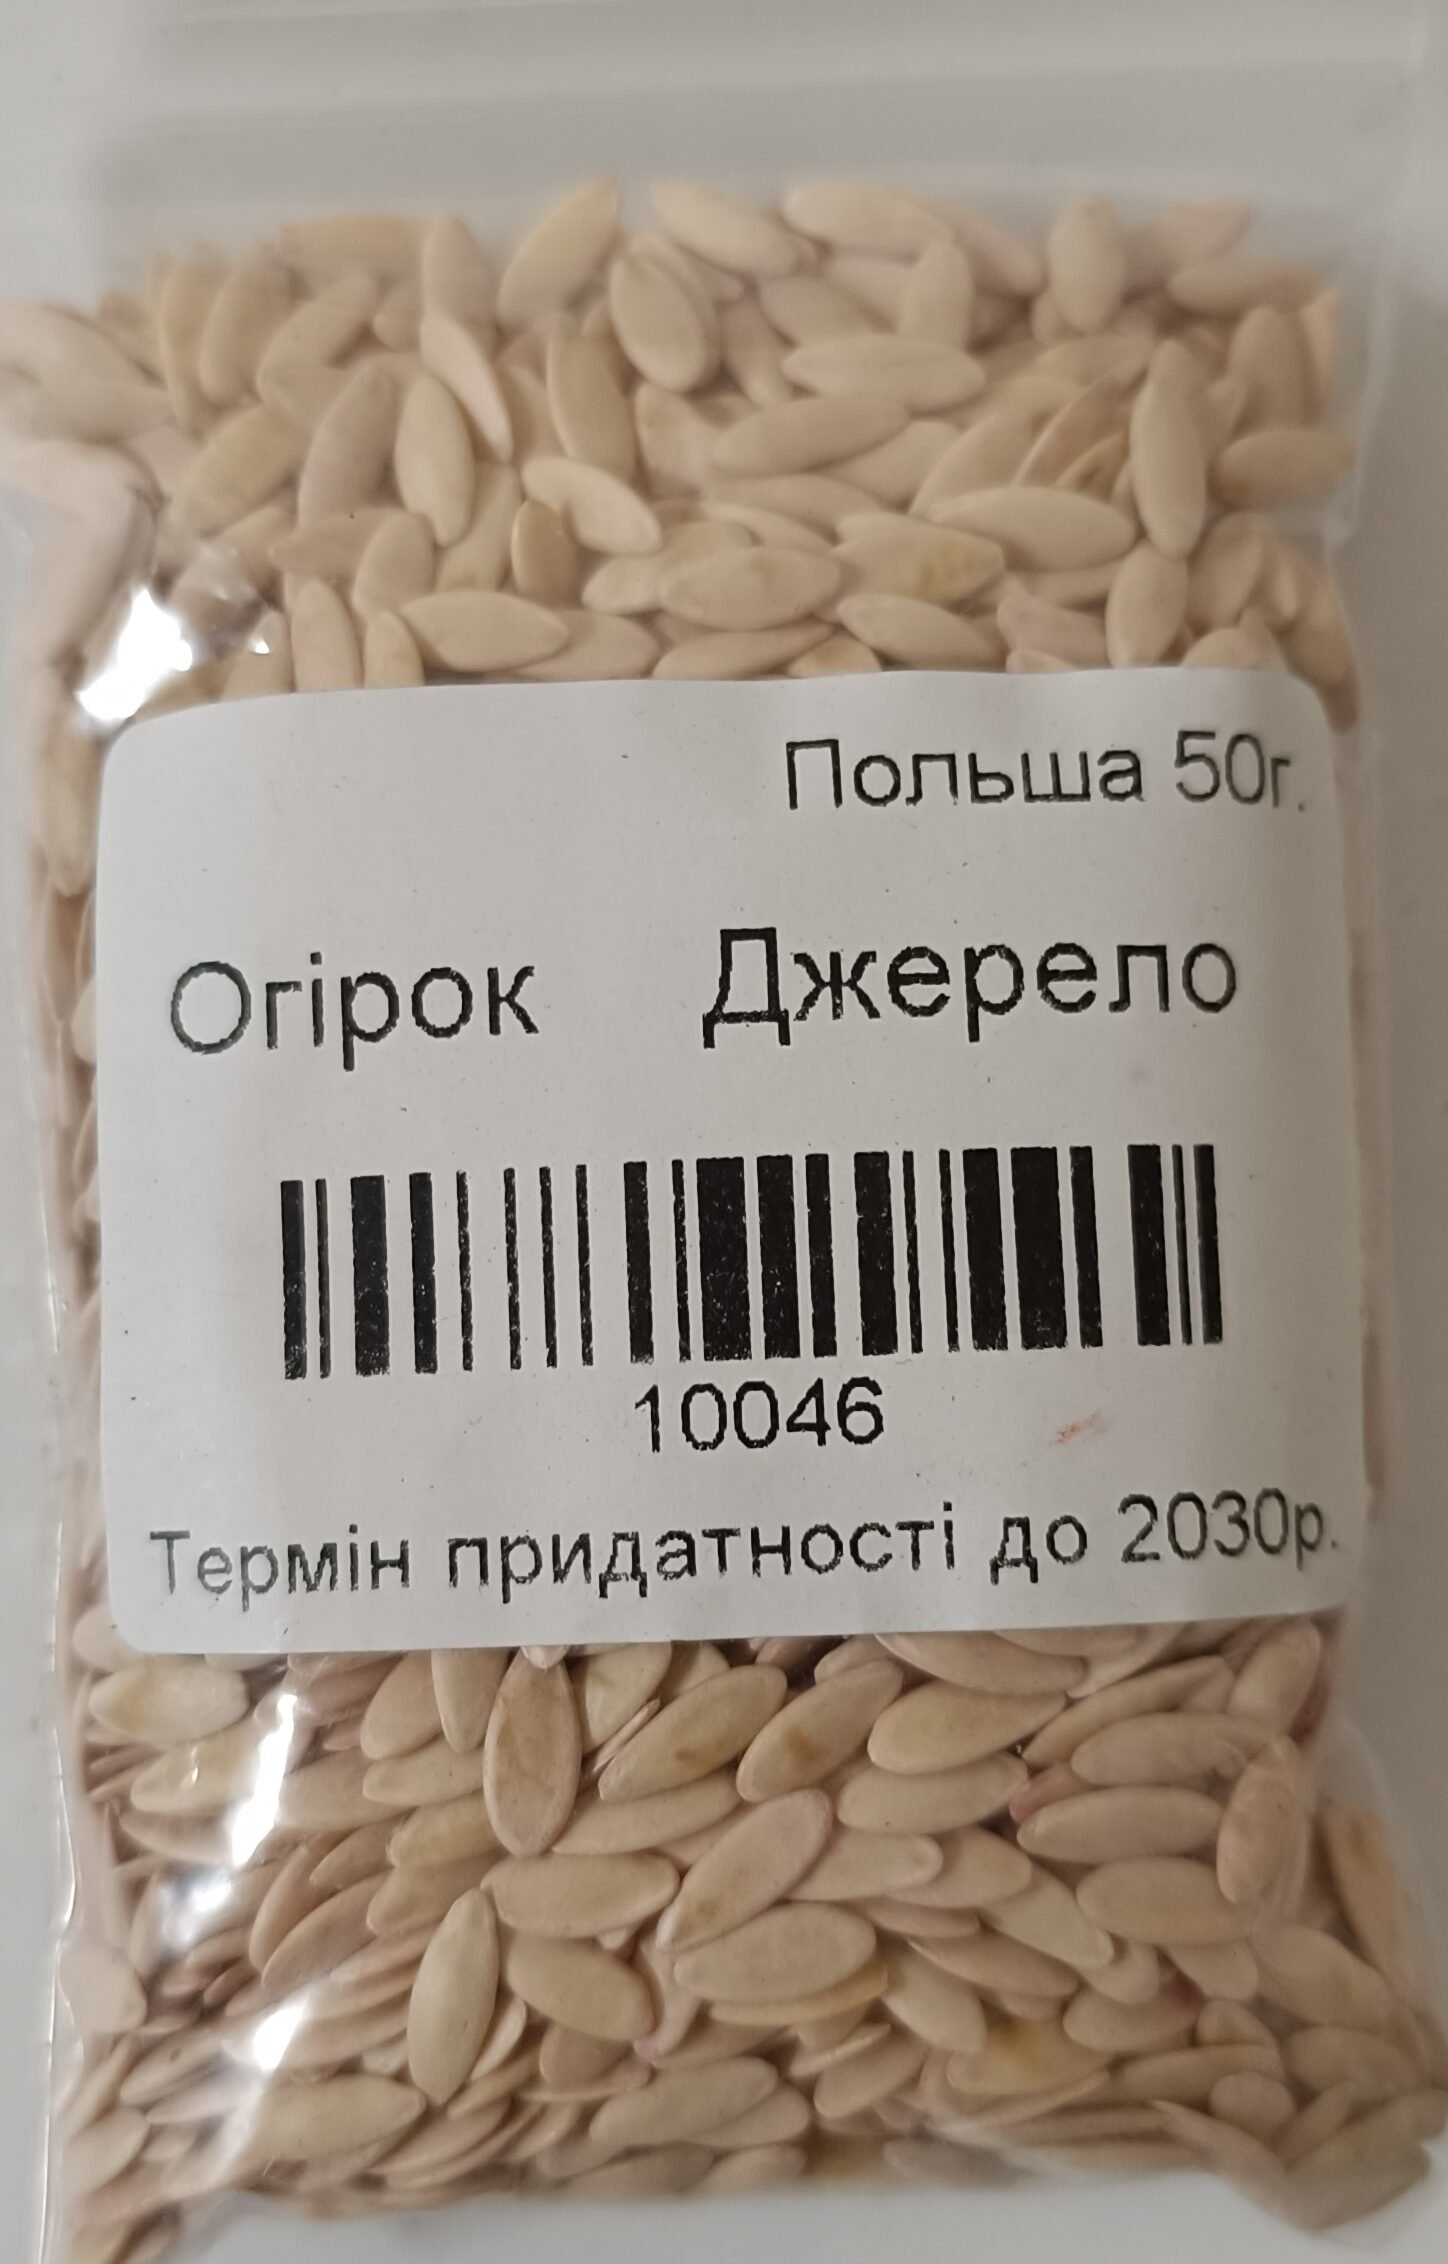 Польша 50г.
Огірок Джерело
10046
Термін придатності до 2030р.